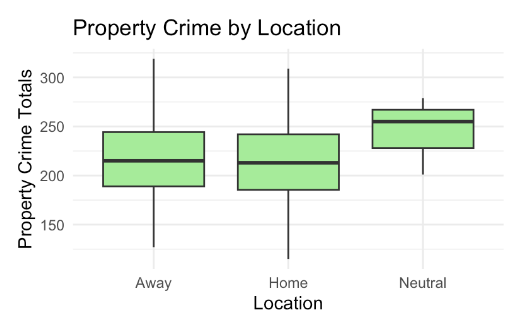 Property Crime by Location
Property Crime Totals
300
250
200
150
Away
Home
Neutral
Location